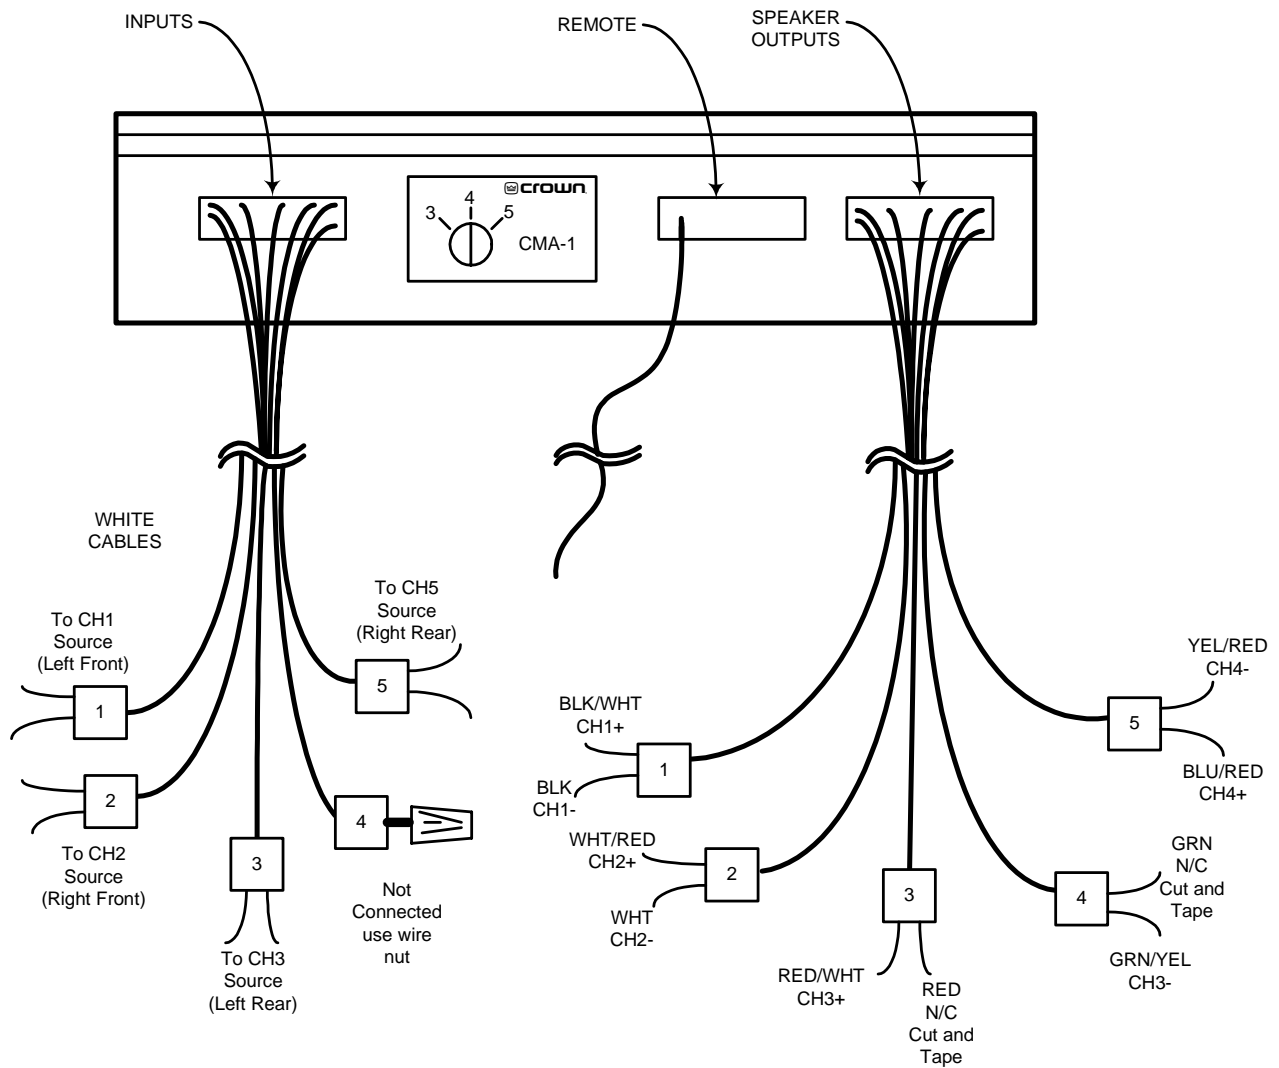 INPUTS
REMOTE
SPEAKER
OUTPUTS
crown
3
4
5
CMA-1
WHITE
CABLES
To CH1
Source
(Left Front)
1
2
To CH2
Source
(Right Front)
3
To CH3
Source
(Left Rear)
To CH5
Source
(Right Rear)
5
4
Not
Connected
use wire
nut
BLK/WHT
CH1+
BLK
CH1-
1
WHT/RED
CH2+
WHT
CH2-
2
3
RED/WHT
CH3+
RED
N/C
Cut and
Tape
YEL/RED
CH4-
5
BLU/RED
CH4+
4
GRN
N/C
Cut and
Tape
GRN/YEL
CH3-